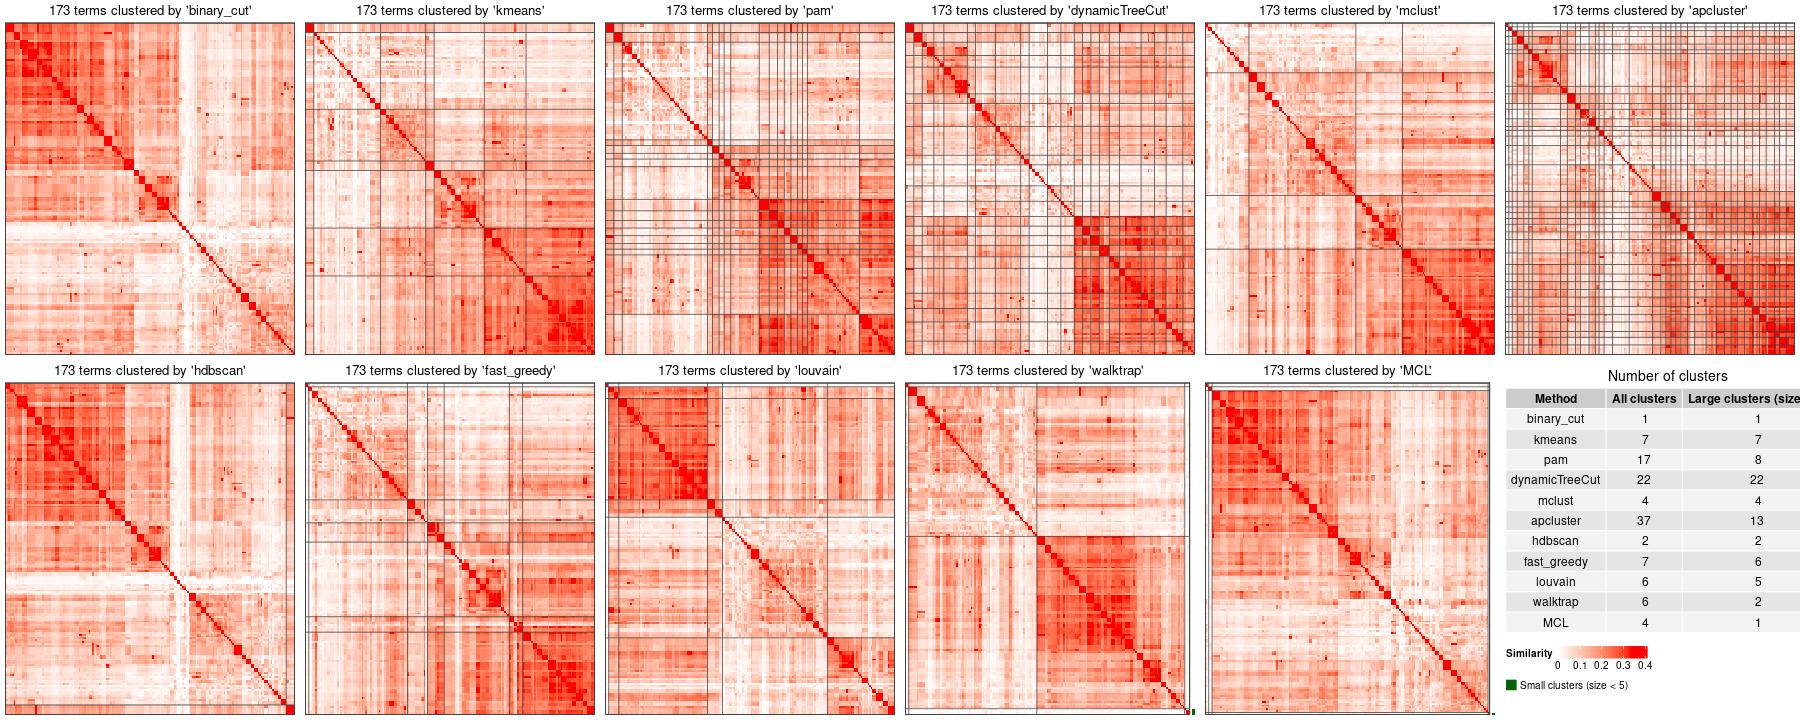 173 terms clustered by 'binary_cut'
173 terms clustered by 'kmeans'
173 terms clustered by 'pam'
173 terms clustered by 'dynamicTreeCut'
173 terms clustered by 'mclust'
173 terms clustered by 'apcluster'
173 terms clustered by 'hdbscan'
173 terms clustered by 'fast_greedy'
173 terms clustered by 'louvain'
173 terms clustered by 'walktrap'
173 terms clustered by 'MCL'
Number of clusters
Method All clusters Large clusters (size
binary_cut 1 1
kmeans 7 7
pam 17 8
dynamicTreeCut 22 22
mclust 4 4
apcluster 37 13
hdbscan 2 2
fast_greedy 7 6
louvain 6 5
walktrap 6 2
MCL 4 1
Similarity
0 0.1 0.2 0.3 0.4
Small clusters (size < 5)